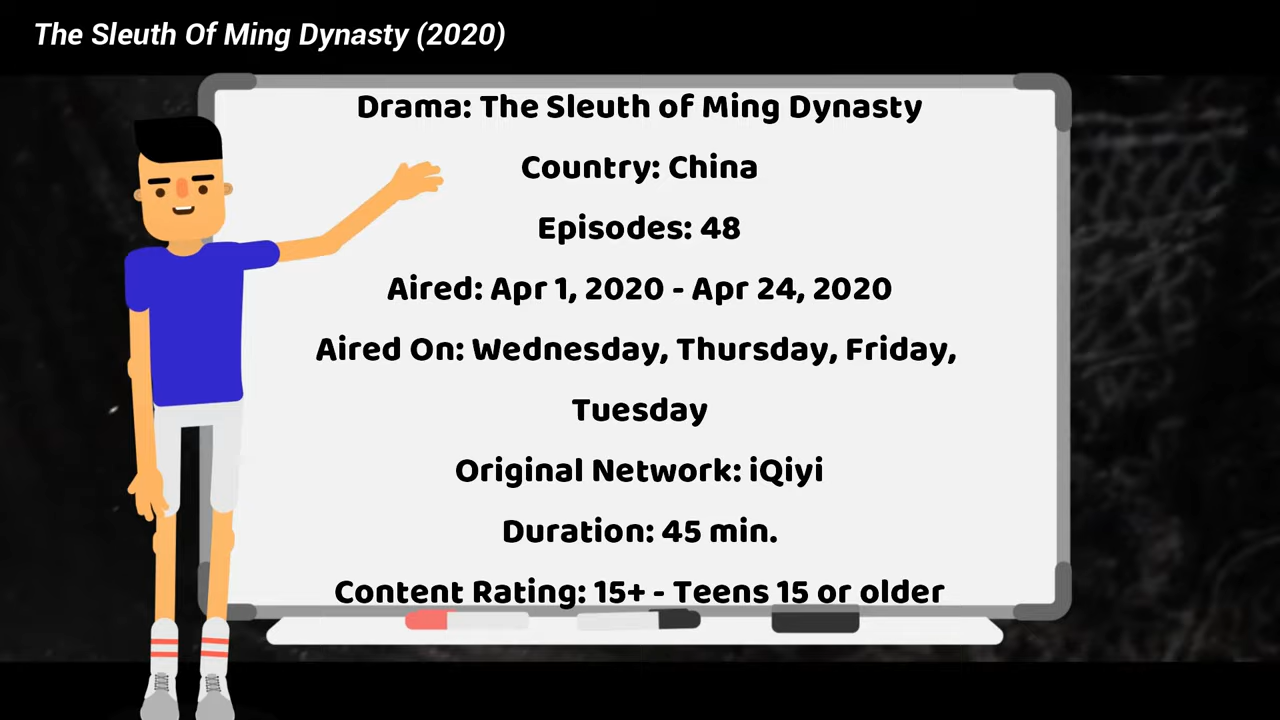 The Sleuth Of Ming Dynasty (2020)
Drama: The Sleuth of Ming Dynasty
Country: China
Episodes: 48
Aired: Apr 1, 2020 - Apr 24, 2020
Aired On: Wednesday, Thursday, Friday,
Tuesday
Original Network: iQiyi
Duration: 45 min.
Content Rating: 15+ - Teens 15 or older